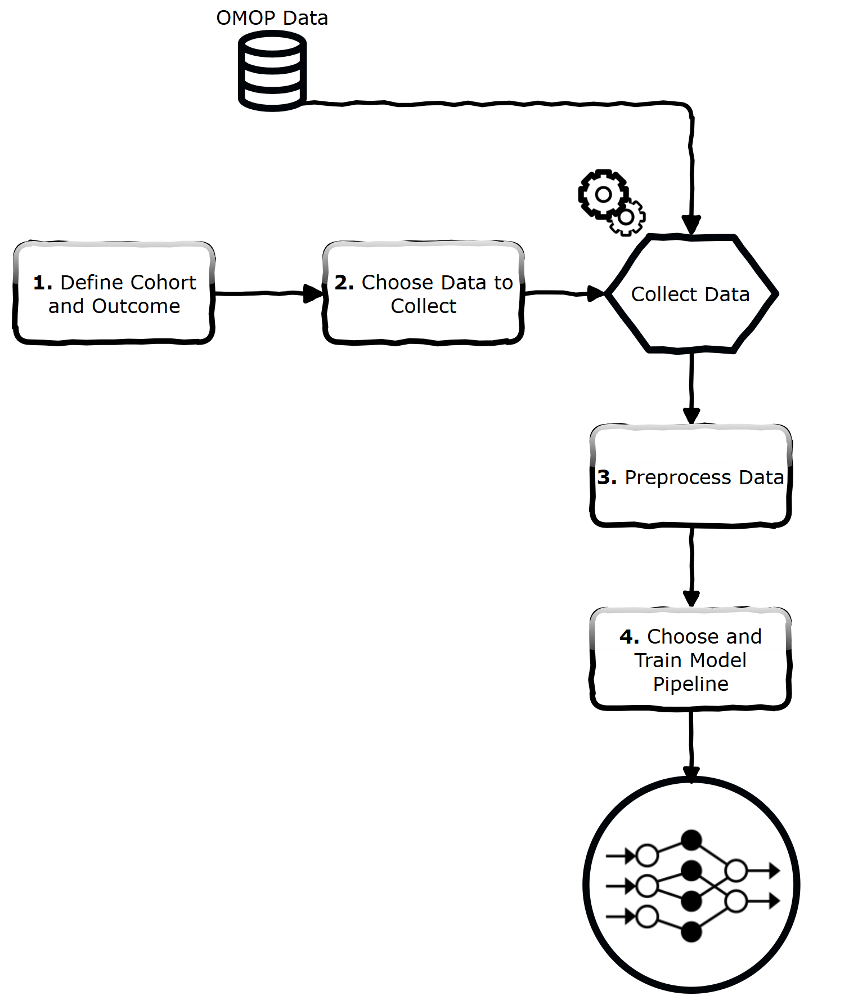 OMOP Data
1. Define Cohort
and Outcome
2. Choose Data to
Collect
Collect Data
3. Preprocess Data
4. Choose and
Train Model
Pipeline